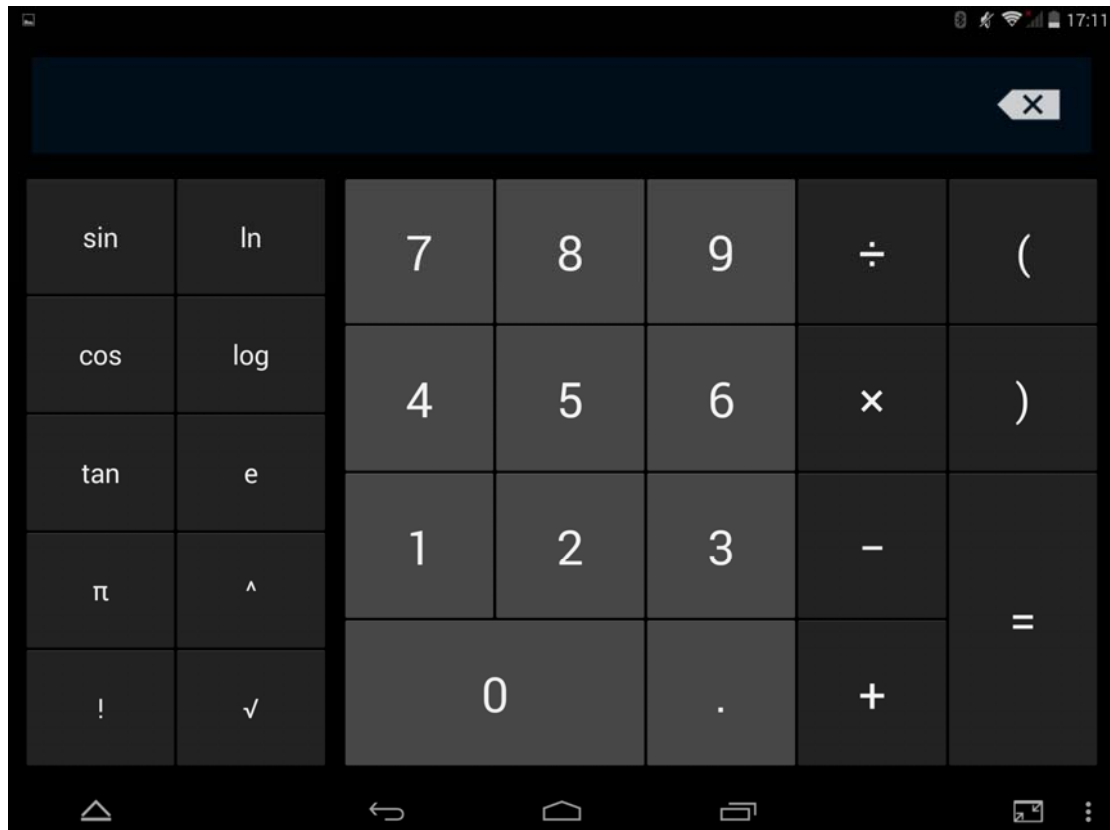 17:11
sin ln 7 8 9 ÷ (
cos log 4 5 6 × )
tan e 1 2 3 −
π ^ =
! √ 0 . +